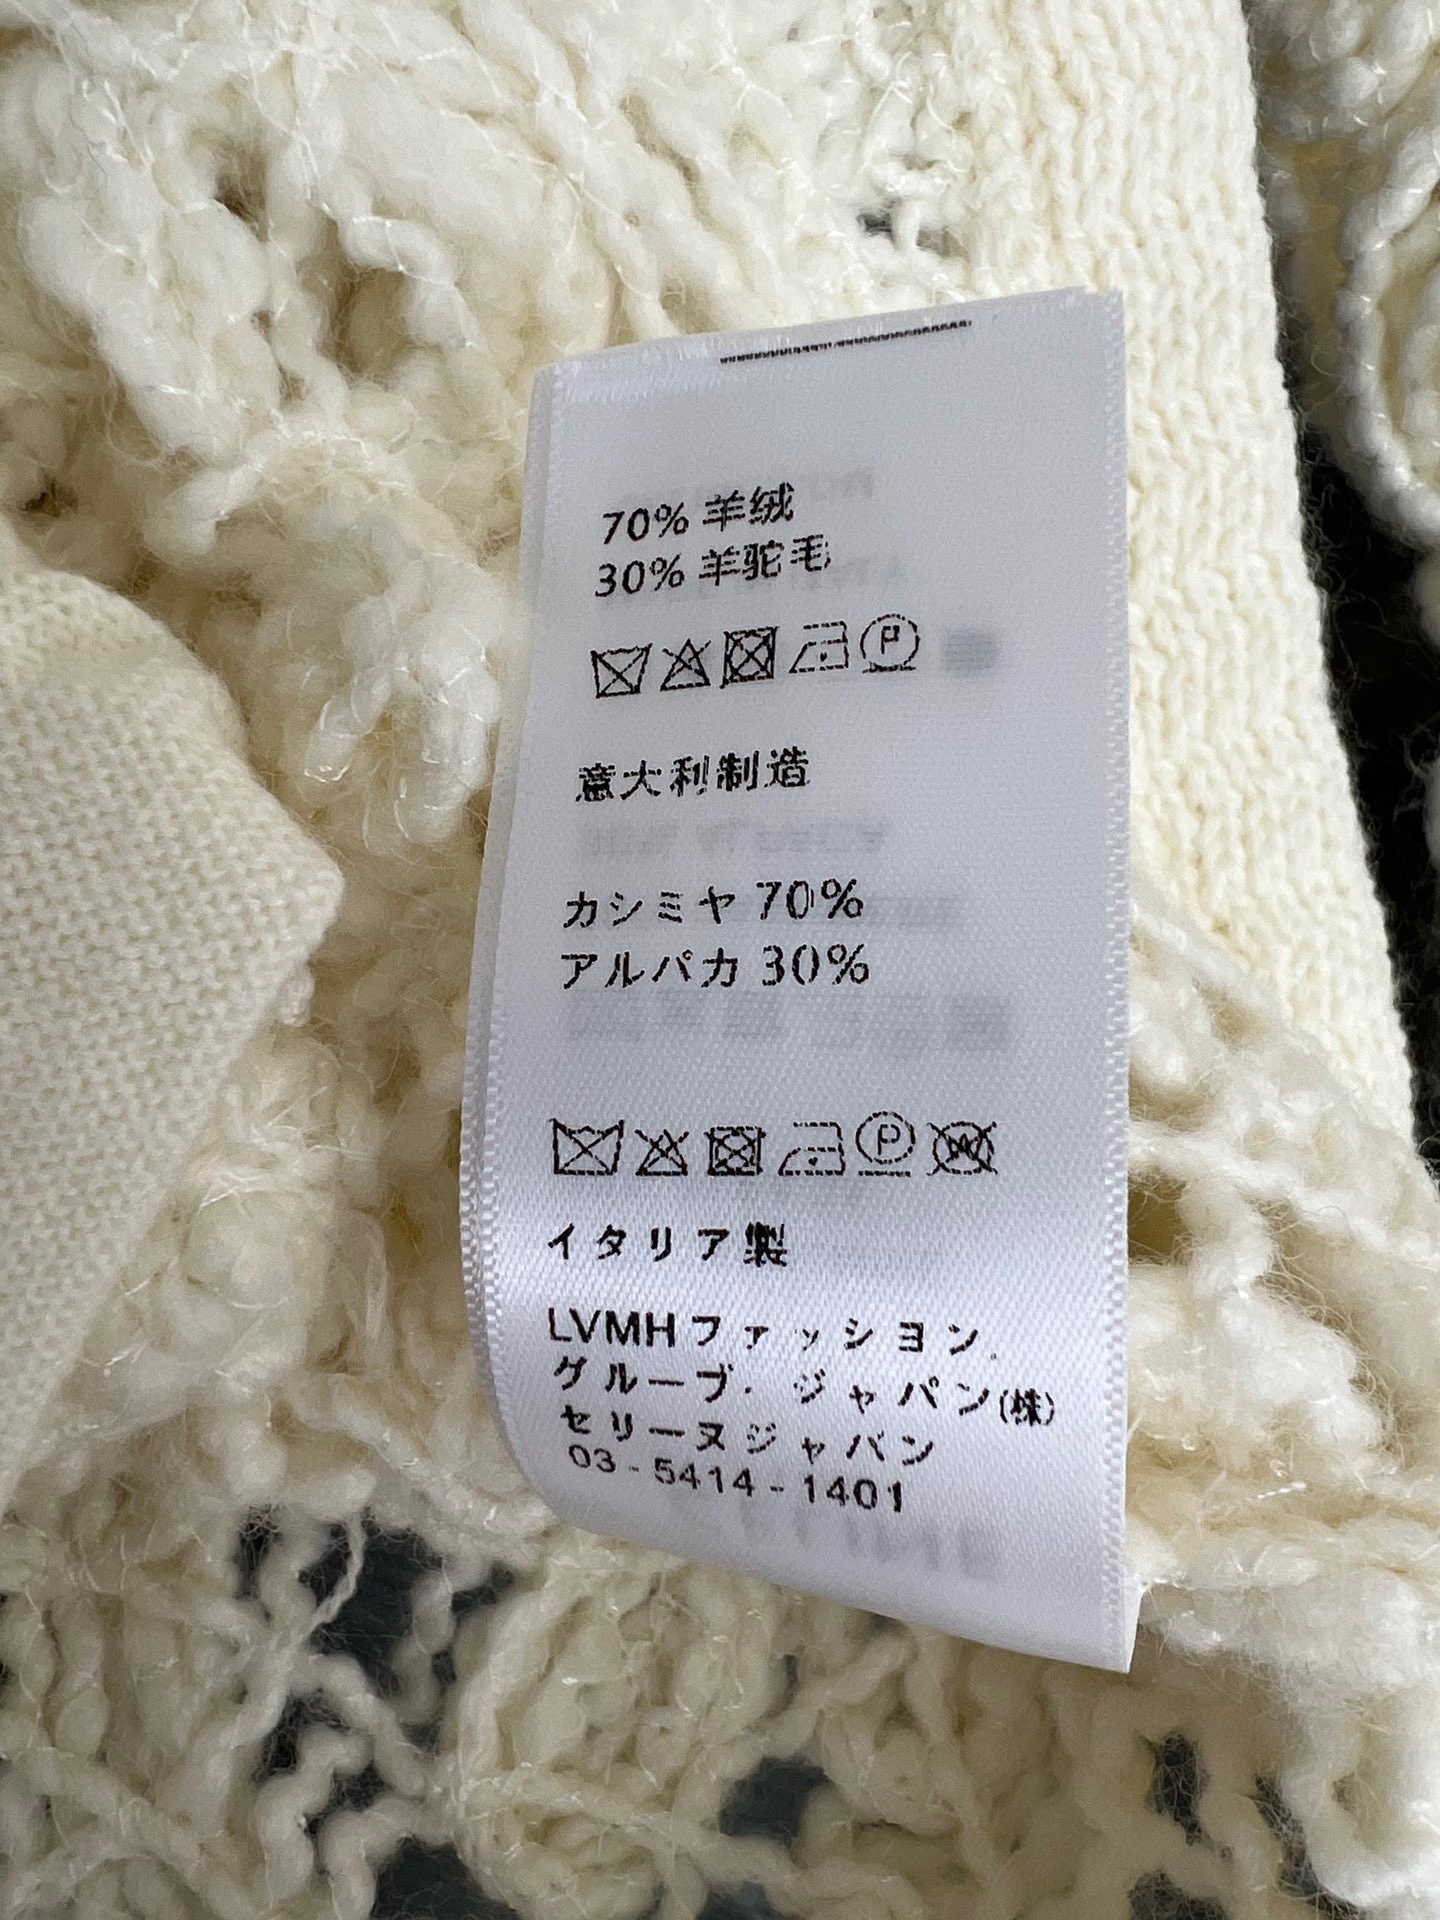 70% 羊绒
30% 羊驼毛
P
意大利制造
カシミヤ 70%
アルパカ 30%
P W
イタリア製
LVMHファッション.
グループ・ジャパン(株)
セリーヌジャパン
03-5414-1401